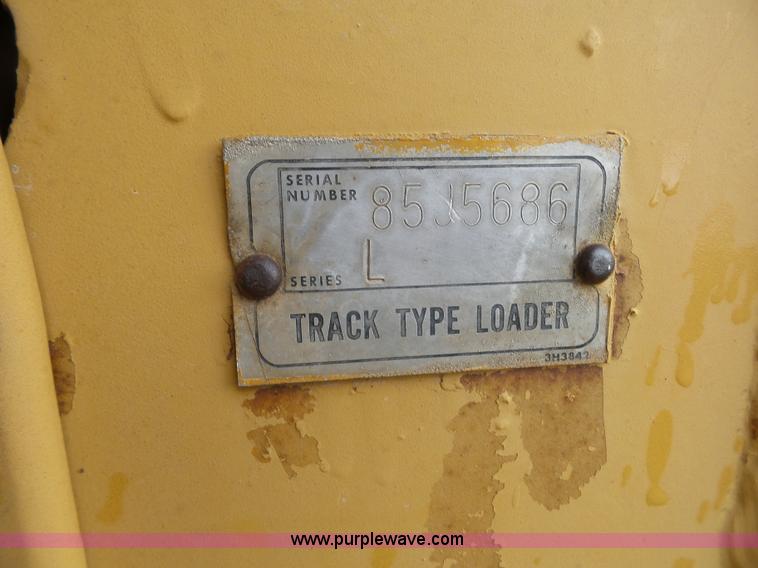 SERIAL
NUMBER 85J5686
SERIES L
TRACK TYPE LOADER
3H3842
www.purplewave.com